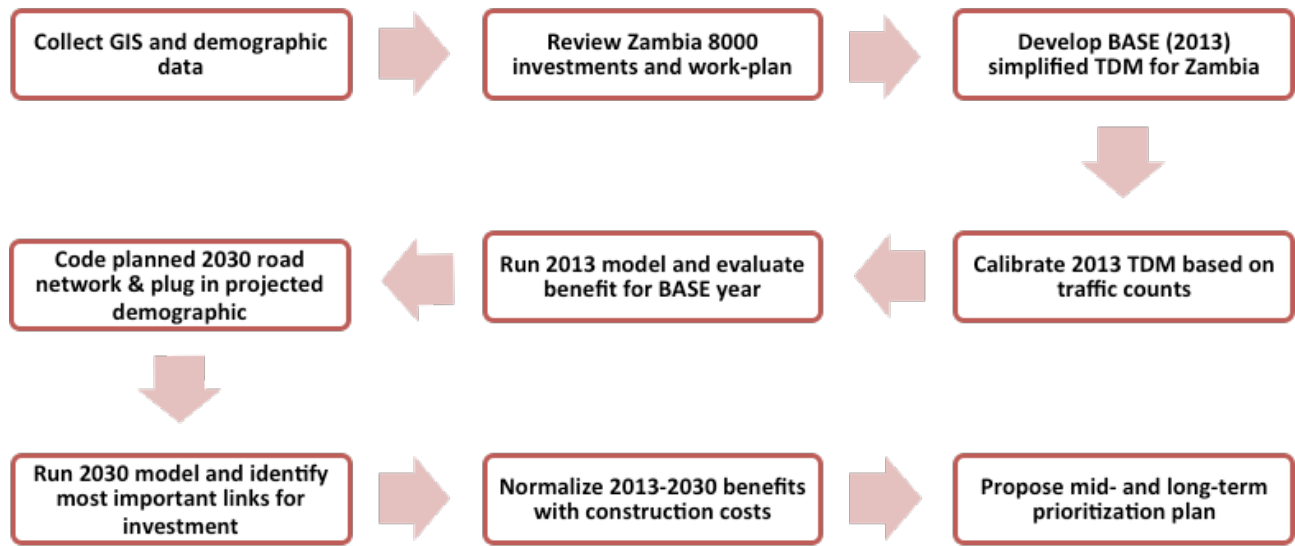 Collect GIS and demographic
data
Review Zambia 8000
investments and work-plan
Develop BASE (2013)
simplified TDM for Zambia
Calibrate 2013 TDM based on
traffic counts
Run 2013 model and evaluate
benefit for BASE year
Code planned 2030 road
network & plug in projected
demographic
Run 2030 model and identify
most important links for
investment
Normalize 2013-2030 benefits
with construction costs
Propose mid- and long-term
prioritization plan